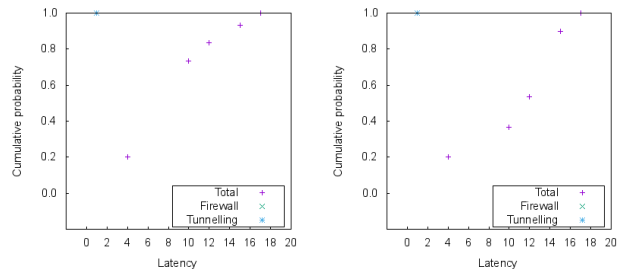 1.0
0.8
0.6
0.4
0.2
0.0
Cumulative probability
Total
Firewall
Tunnelling
0 2 4 6 8 10 12 14 16 18 20
Latency
1.0
0.8
0.6
0.4
0.2
0.0
Cumulative probability
Total
Firewall
Tunnelling
0 2 4 6 8 10 12 14 16 18 20
Latency